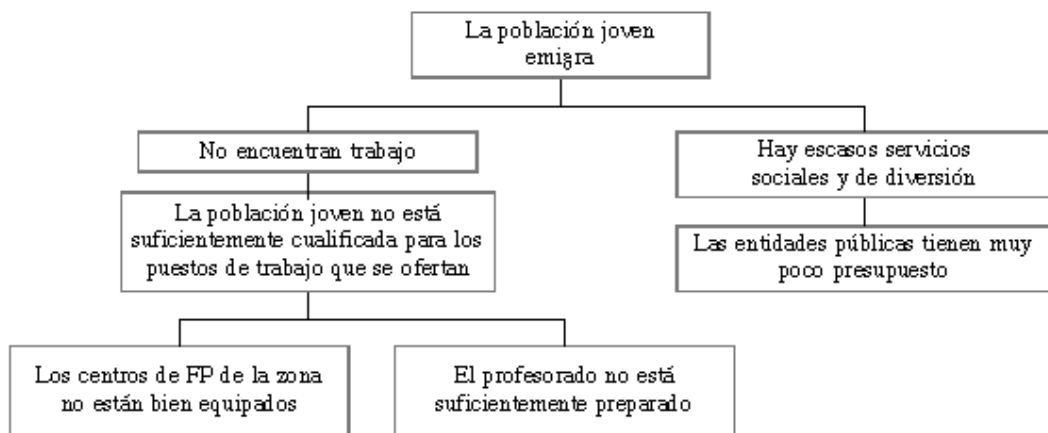 La población joven
emigra
No encuentran trabajo
Hay escasos servicios
sociales y de diversión
La población joven no está
suficientemente cualificada para los
puestos de trabajo que se ofertan
Las entidades públicas tienen muy
poco presupuesto
Los centros de FP de la zona
no están bien equipados
El profesorado no está
suficientemente preparado